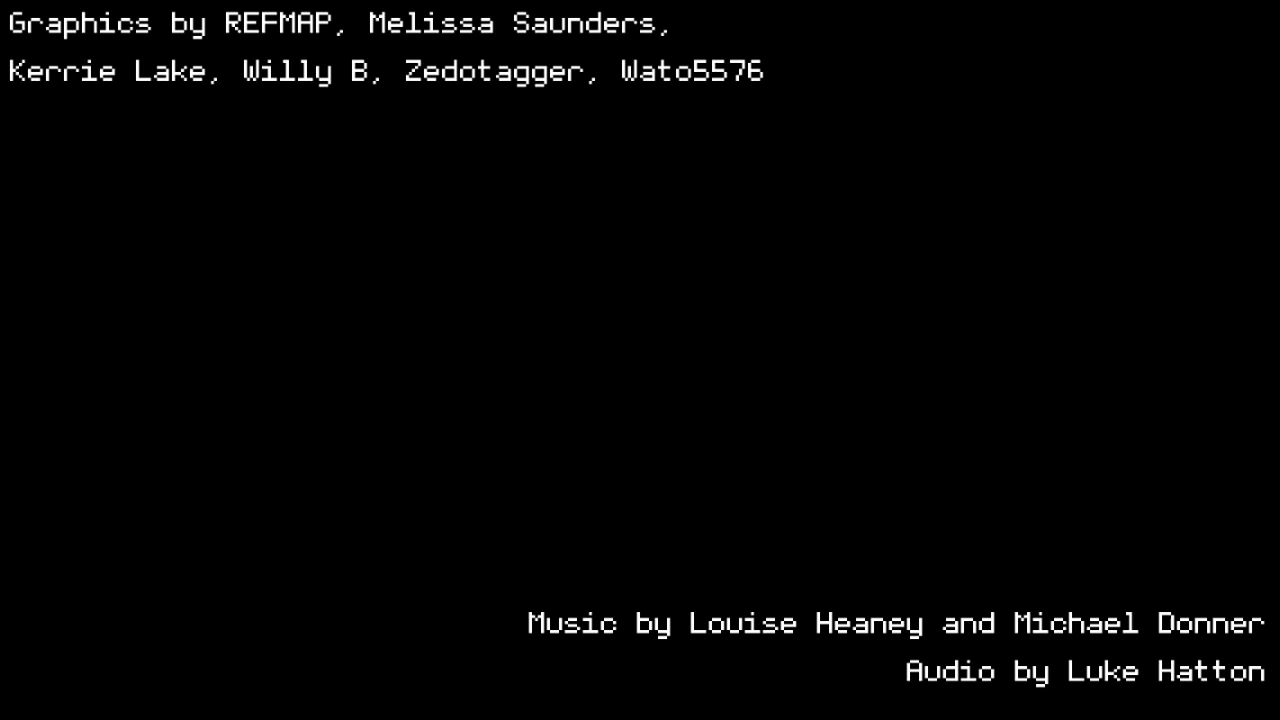 Graphics by REFMAP, Melissa Saunders,
Kerrie Lake, Willy B, Zedotagger, Wato5576
Music by Louise Heaney and Michael Donner
Audio by Luke Hatton